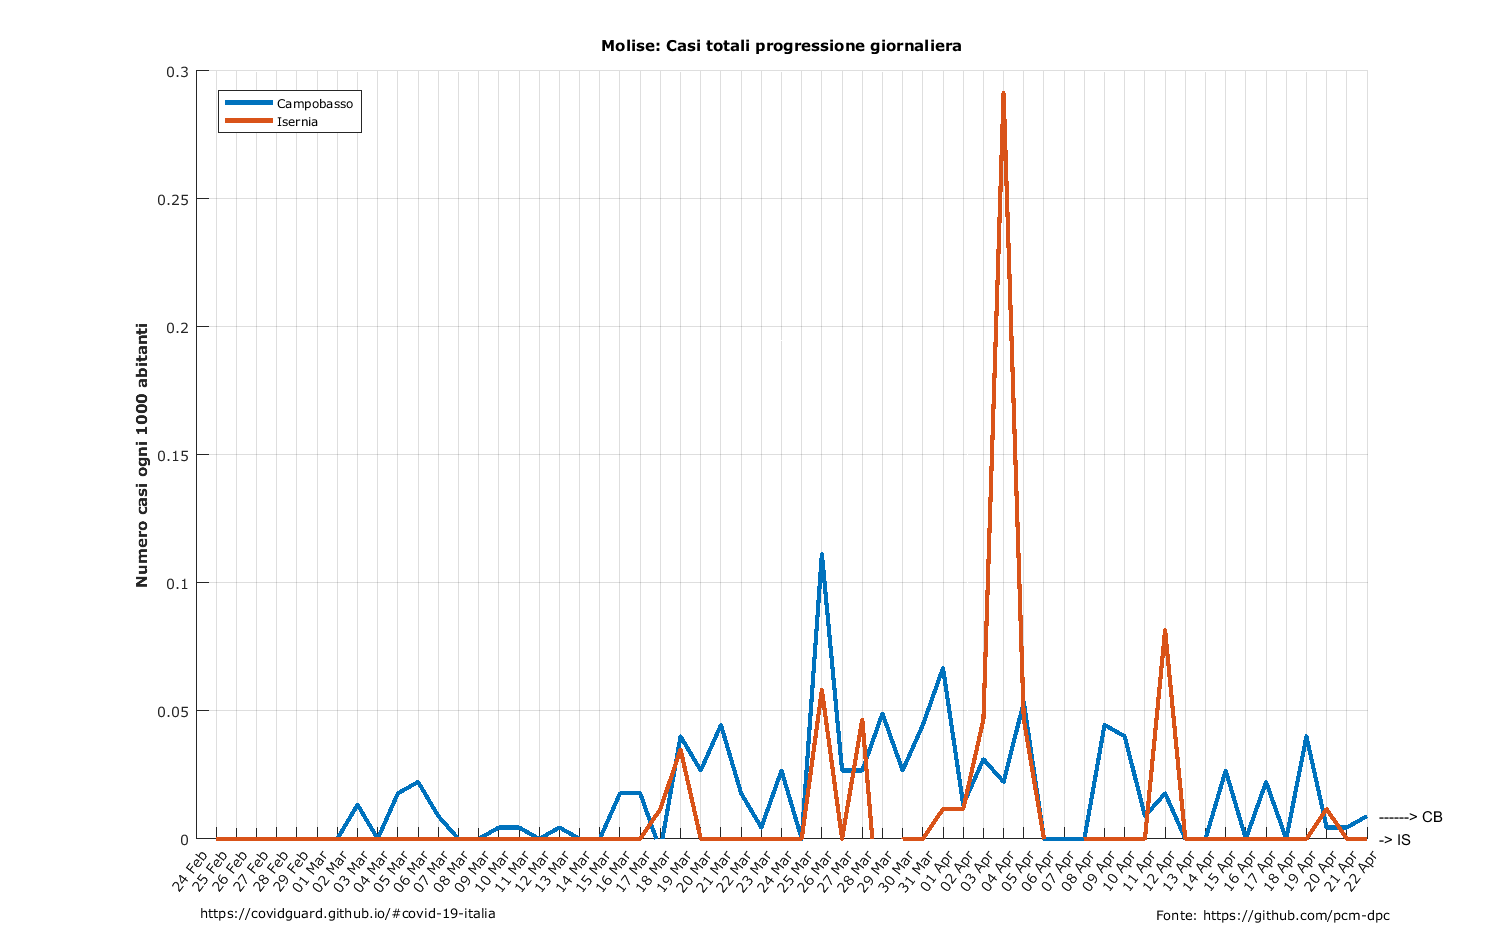 Molise: Casi totali progressione giornaliera
Campobasso
Isernia
Numero casi ogni 1000 abitanti
0.3
0.25
0.2
0.15
0.1
0.05
0
------> CB
-> IS
24 Feb
25 Feb
26 Feb
27 Feb
28 Feb
29 Feb
01 Mar
02 Mar
03 Mar
04 Mar
05 Mar
06 Mar
07 Mar
08 Mar
09 Mar
10 Mar
11 Mar
12 Mar
13 Mar
14 Mar
15 Mar
16 Mar
17 Mar
18 Mar
19 Mar
20 Mar
21 Mar
22 Mar
23 Mar
24 Mar
25 Mar
26 Mar
27 Mar
28 Mar
29 Mar
30 Mar
31 Mar
01 Apr
02 Apr
03 Apr
04 Apr
05 Apr
06 Apr
07 Apr
08 Apr
09 Apr
10 Apr
11 Apr
12 Apr
13 Apr
14 Apr
15 Apr
16 Apr
17 Apr
18 Apr
19 Apr
20 Apr
21 Apr
22 Apr
https://covidguard.github.io/#covid-19-italia
Fonte: https://github.com/pcm-dpc